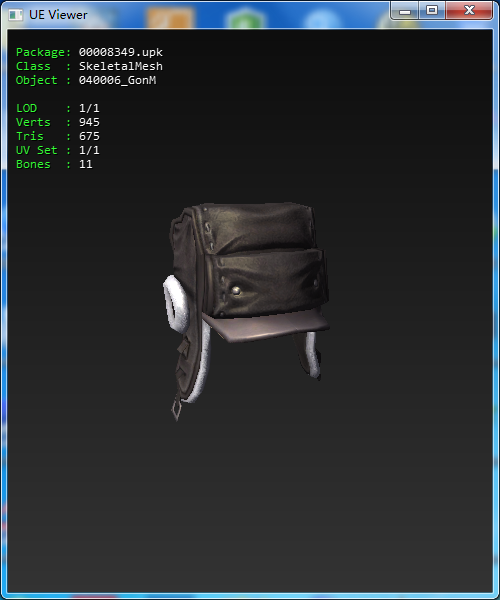 UE Viewer
Package: 00008349.upk
Class : SkeletalMesh
Object : 040006_GonM
LOD : 1/1
Verts : 945
Tris : 675
UV Set : 1/1
Bones : 11